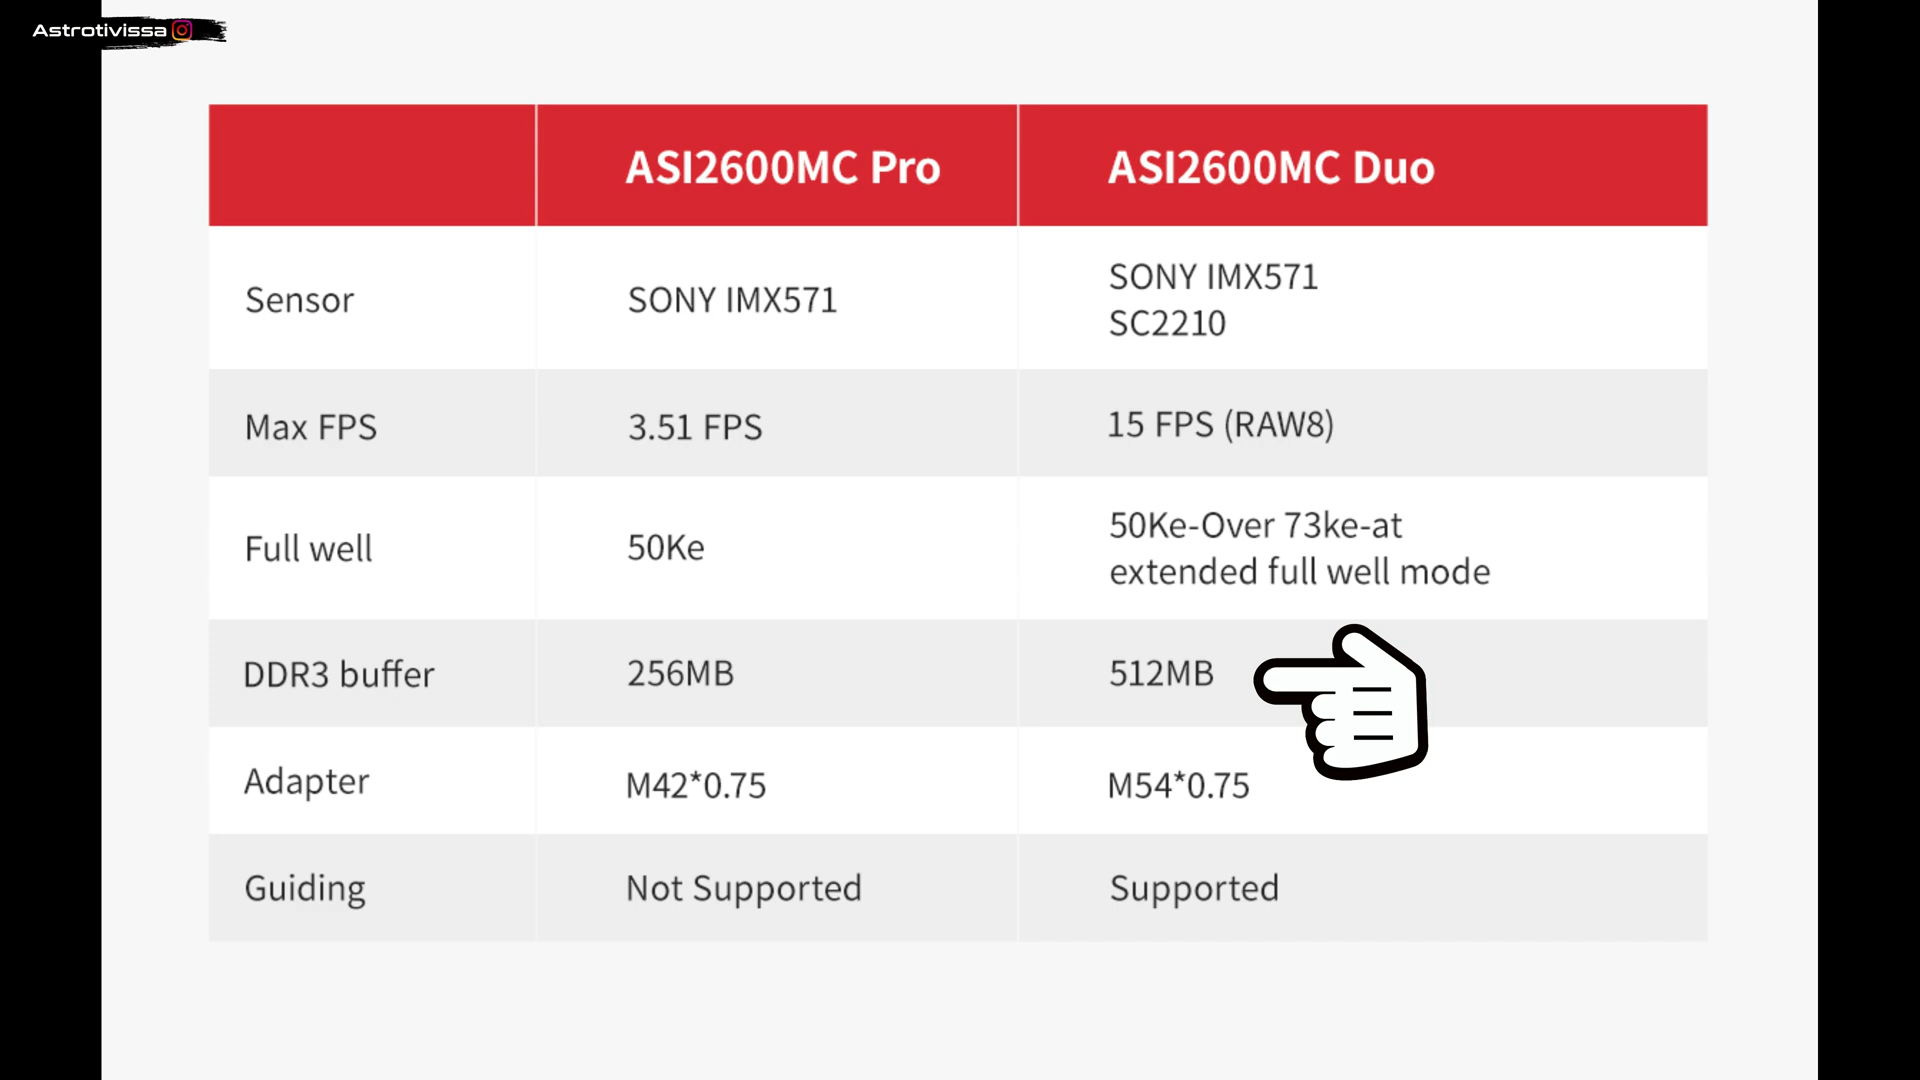 Astrotivissa
ASI2600MC Pro
ASI2600MC Duo
Sensor
SONY IMX571
SONY IMX571
SC2210
Max FPS
3.51 FPS
15 FPS (RAW8)
Full well
50Ke
50Ke-Over 73ke-at
extended full well mode
DDR3 buffer
256MB
512MB
Adapter
M42*0.75
M54*0.75
Guiding
Not Supported
Supported